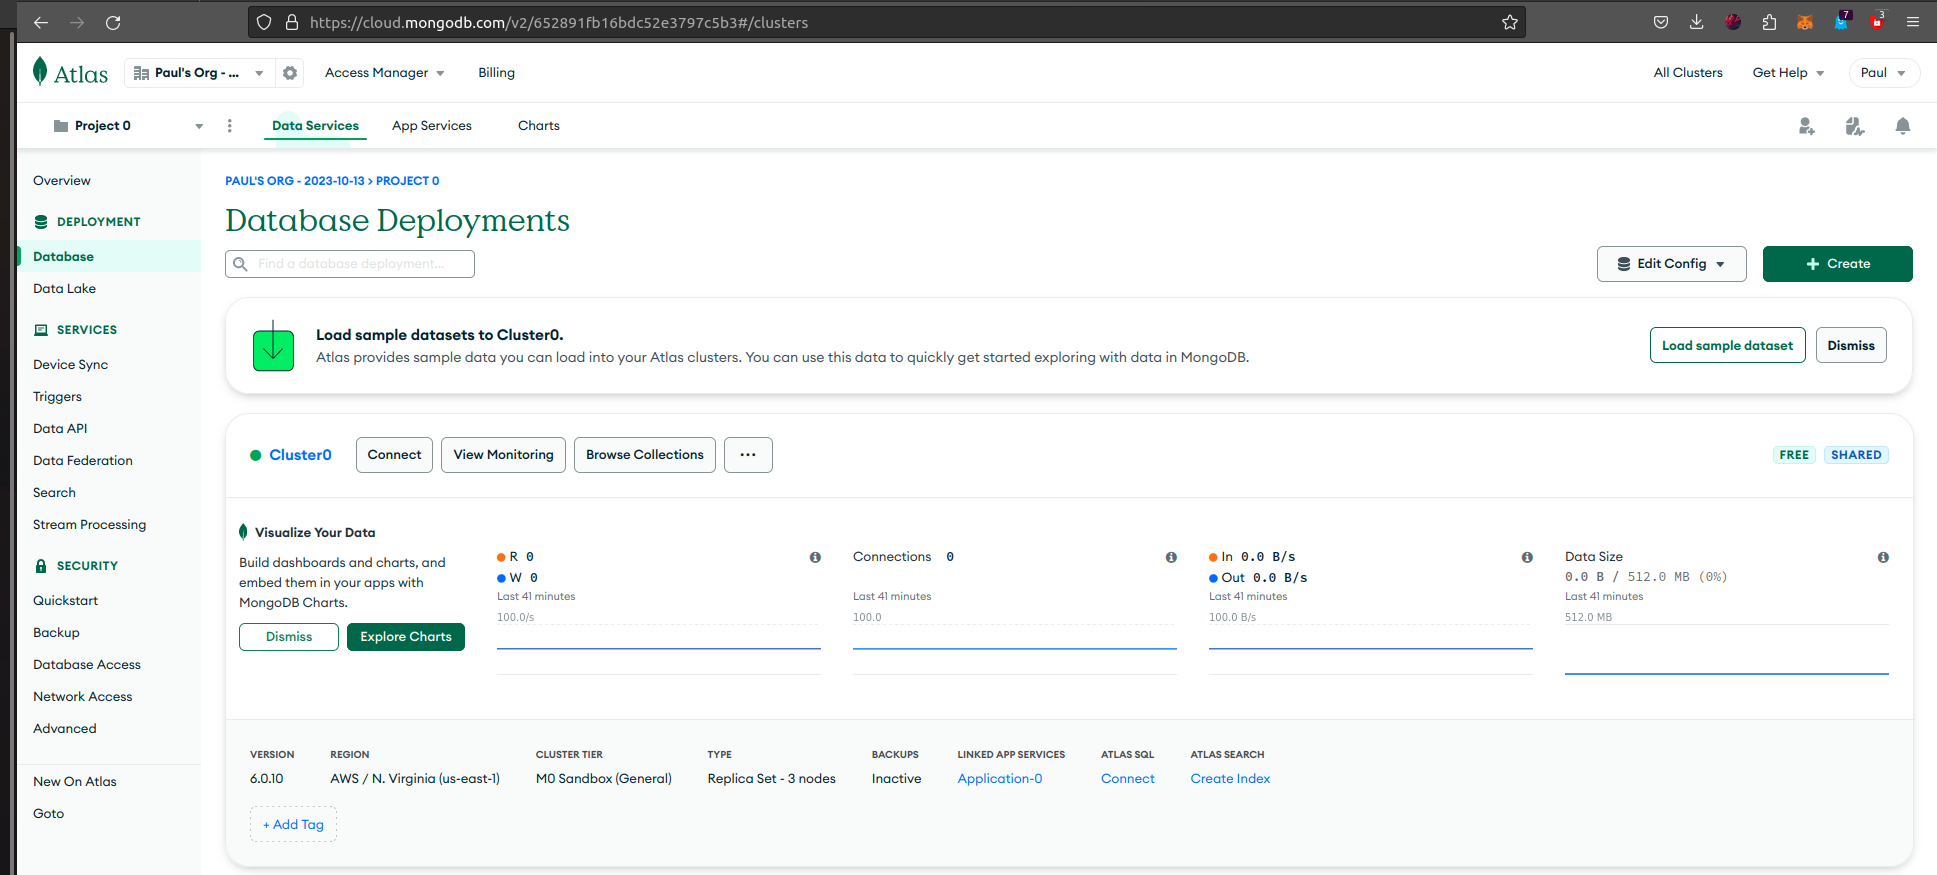 https://cloud.mongodb.com/v2/652891fb16bdc52e3797c5b3#/clusters
7
3
Atlas
Paul's Org - ...
Access Manager
Billing
All Clusters
Get Help
Paul
Project 0
Data Services
App Services
Charts
Overview
DEPLOYMENT
Database
Data Lake
SERVICES
Device Sync
Triggers
Data API
Data Federation
Search
Stream Processing
SECURITY
Quickstart
Backup
Database Access
Network Access
Advanced
New On Atlas
Goto
PAUL'S ORG - 2023-10-13 > PROJECT 0
Database Deployments
Find a database deployment...
Edit Config
+ Create
Load sample datasets to Cluster0.
Atlas provides sample data you can load into your Atlas clusters. You can use this data to quickly get started exploring with data in MongoDB.
Load sample dataset
Dismiss
Cluster0
Connect
View Monitoring
Browse Collections
...
FREE
SHARED
Visualize Your Data
Build dashboards and charts, and
embed them in your apps with
MongoDB Charts.
Dismiss
Explore Charts
R 0
W 0
Last 41 minutes
100.0/s
Connections 0
Last 41 minutes
100.0
In 0.0 B/s
Out 0.0 B/s
Last 41 minutes
100.0 B/s
Data Size
0.0 B / 512.0 MB (0%)
Last 41 minutes
512.0 MB
VERSION
6.0.10
REGION
AWS / N. Virginia (us-east-1)
CLUSTER TIER
M0 Sandbox (General)
TYPE
Replica Set - 3 nodes
BACKUPS
Inactive
LINKED APP SERVICES
Application-0
ATLAS SQL
Connect
ATLAS SEARCH
Create Index
+ Add Tag